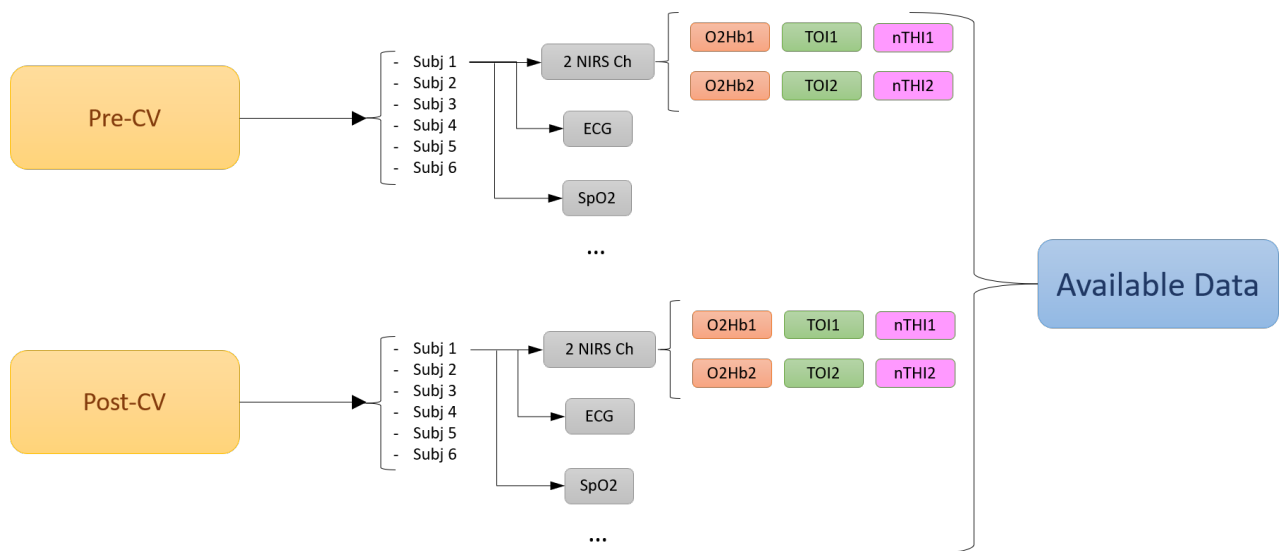 Pre-CV
- Subj 1
- Subj 2
- Subj 3
- Subj 4
- Subj 5
- Subj 6
2 NIRS Ch
ECG
SpO2
...
O2Hb1 TOI1 nTHI1
O2Hb2 TOI2 nTHI2
Post-CV
- Subj 1
- Subj 2
- Subj 3
- Subj 4
- Subj 5
- Subj 6
2 NIRS Ch
ECG
SpO2
...
O2Hb1 TOI1 nTHI1
O2Hb2 TOI2 nTHI2
Available Data